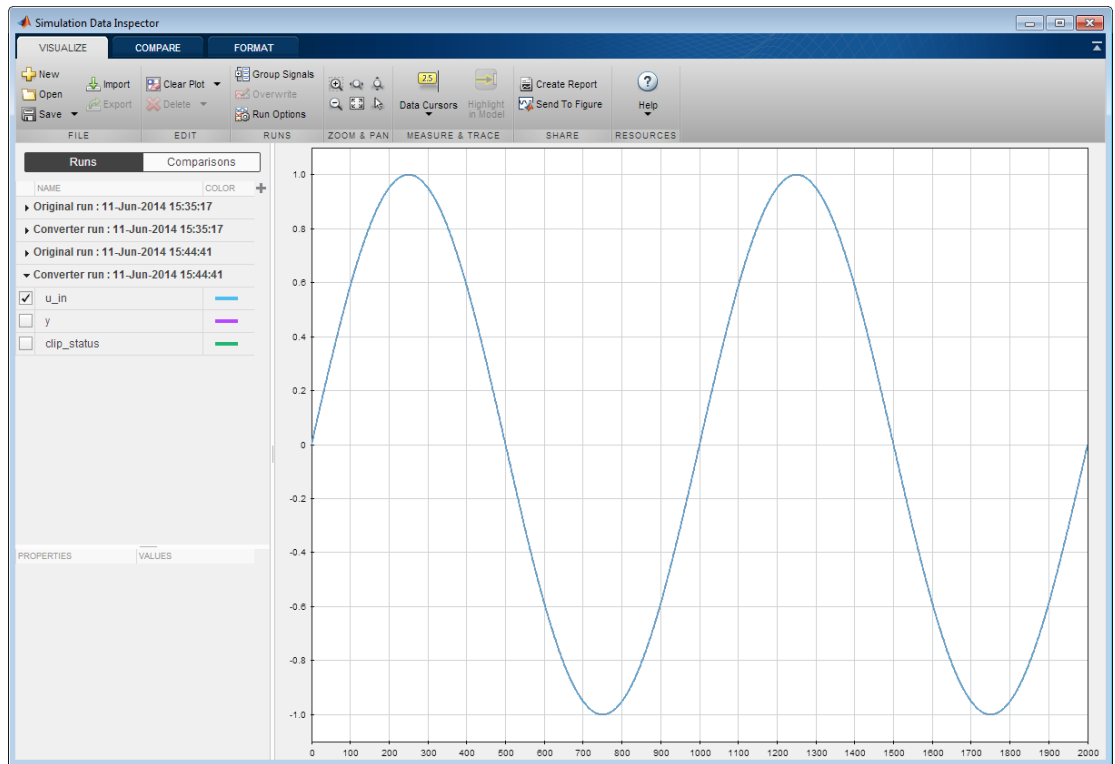 Simulation Data Inspector
VISUALIZE COMPARE FORMAT
New
Open
Save
Import
Export
Clear Plot
Delete
Group Signals
Overwrite
Run Options
2.5
Data Cursors
Highlight
in Model
Create Report
Send To Figure
?
Help
FILE EDIT RUNS ZOOM & PAN MEASURE & TRACE SHARE RESOURCES
Runs Comparisons
NAME COLOR
Original run : 11-Jun-2014 15:35:17
Converter run : 11-Jun-2014 15:35:17
Original run : 11-Jun-2014 15:44:41
Converter run : 11-Jun-2014 15:44:41
u_in
y
clip_status
PROPERTIES VALUES
1.0
0.8
0.6
0.4
0.2
0
-0.2
-0.4
-0.6
-0.8
-1.0
0 100 200 300 400 500 600 700 800 900 1000 1100 1200 1300 1400 1500 1600 1700 1800 1900 2000